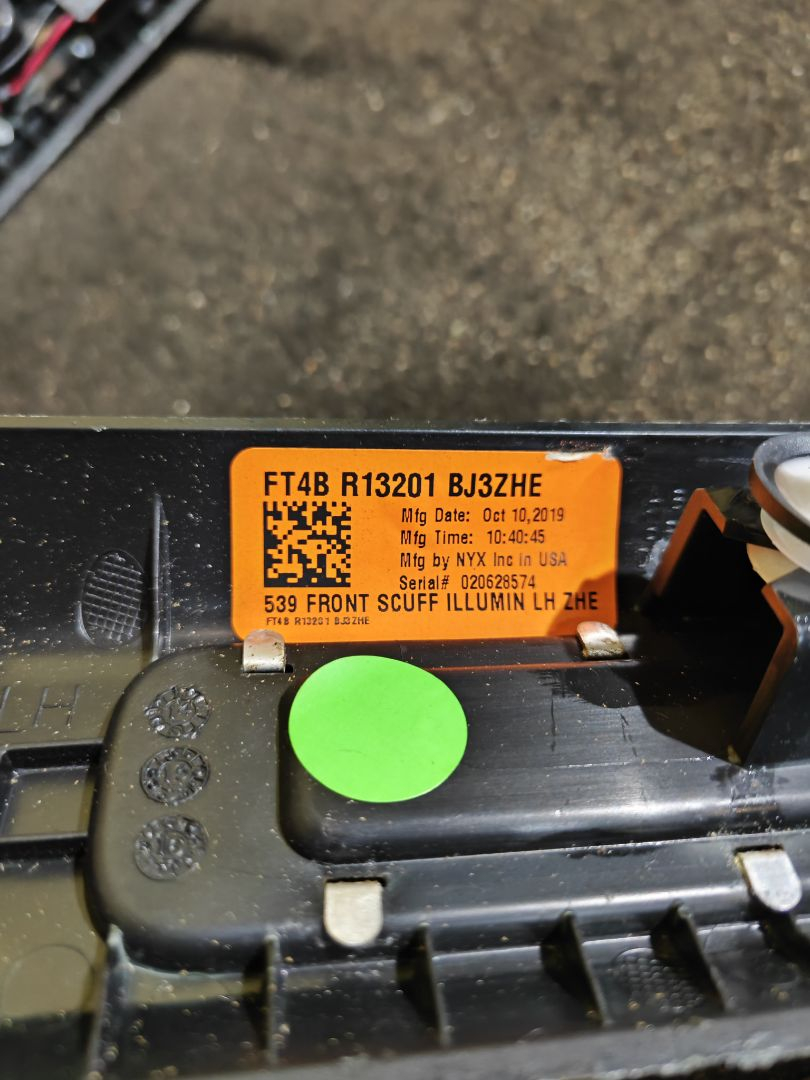 FT4B R13201 BJ3ZHE
Mfg Date: Oct 10,2019
Mfg Time: 10:40:45
Mfg by NYX Inc in USA
Serial# 020628574
539 FRONT SCUFF ILLUMIN LH ZHE
FT4B R13201 BJ3ZHE
LH